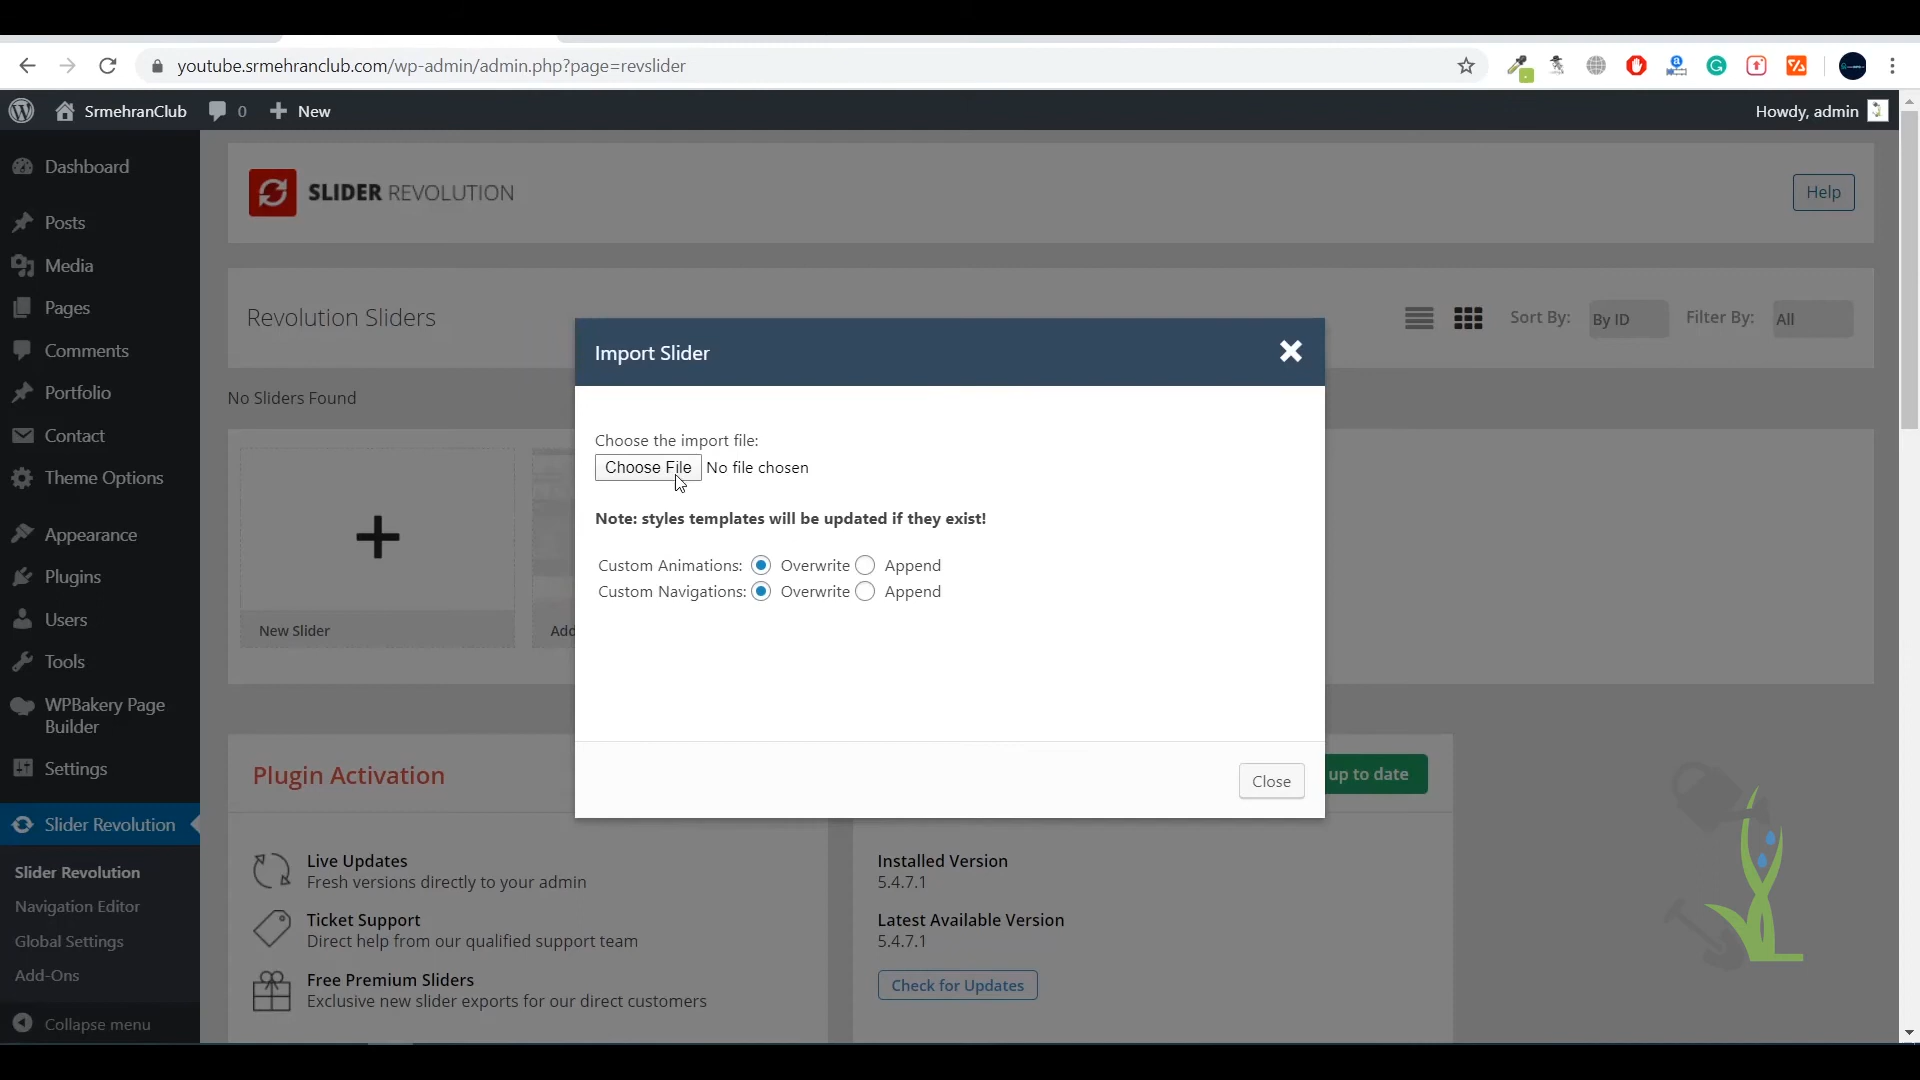 youtube.srmehranclub.com/wp-admin/admin.php?page=revslider
SrmehranClub 0 New
Howdy, admin
Dashboard
Posts
Media
Pages
Comments
Portfolio
Contact
Theme Options
Appearance
Plugins
Users
Tools
WPBakery Page
Builder
Settings
Slider Revolution
Slider Revolution
Navigation Editor
Global Settings
Add-Ons
Collapse menu
SLIDER REVOLUTION
Help
Revolution Sliders
Sort By: By ID Filter By: All
No Sliders Found
New Slider
Add
Import Slider
Choose the import file:
Choose File No file chosen
Note: styles templates will be updated if they exist!
Custom Animations: Overwrite Append
Custom Navigations: Overwrite Append
Close
Plugin Activation
up to date
Live Updates
Fresh versions directly to your admin
Ticket Support
Direct help from our qualified support team
Free Premium Sliders
Exclusive new slider exports for our direct customers
Installed Version
5.4.7.1
Latest Available Version
5.4.7.1
Check for Updates